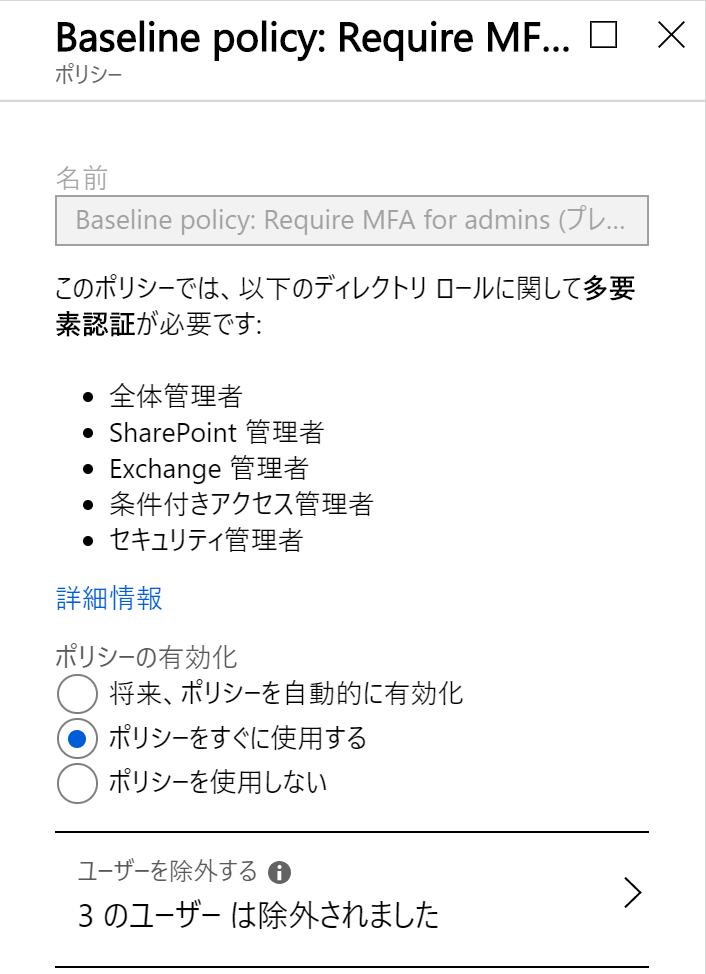 Baseline policy: Require MF...
ポリシー
名前
Baseline policy: Require MFA for admins (プレ...
このポリシーでは、以下のディレクトリ ロールに関して多要
素認証が必要です:
• 全体管理者
• SharePoint 管理者
• Exchange 管理者
• 条件付きアクセス管理者
• セキュリティ管理者
詳細情報
ポリシーの有効化
将来、ポリシーを自動的に有効化
ポリシーをすぐに使用する
ポリシーを使用しない
ユーザーを除外する
3 のユーザー は除外されました